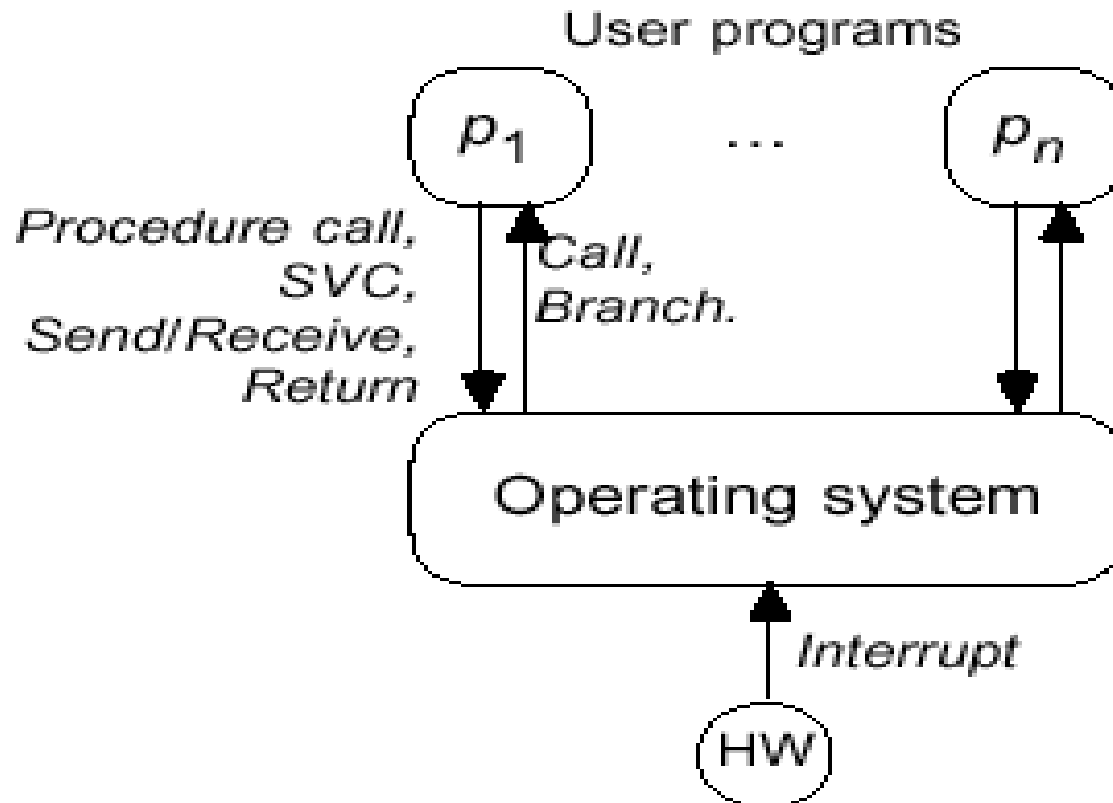 User programs
p1 ... pn
Procedure call,
SVC,
Send/Receive,
Return
Call,
Branch.
Operating system
Interrupt
HW